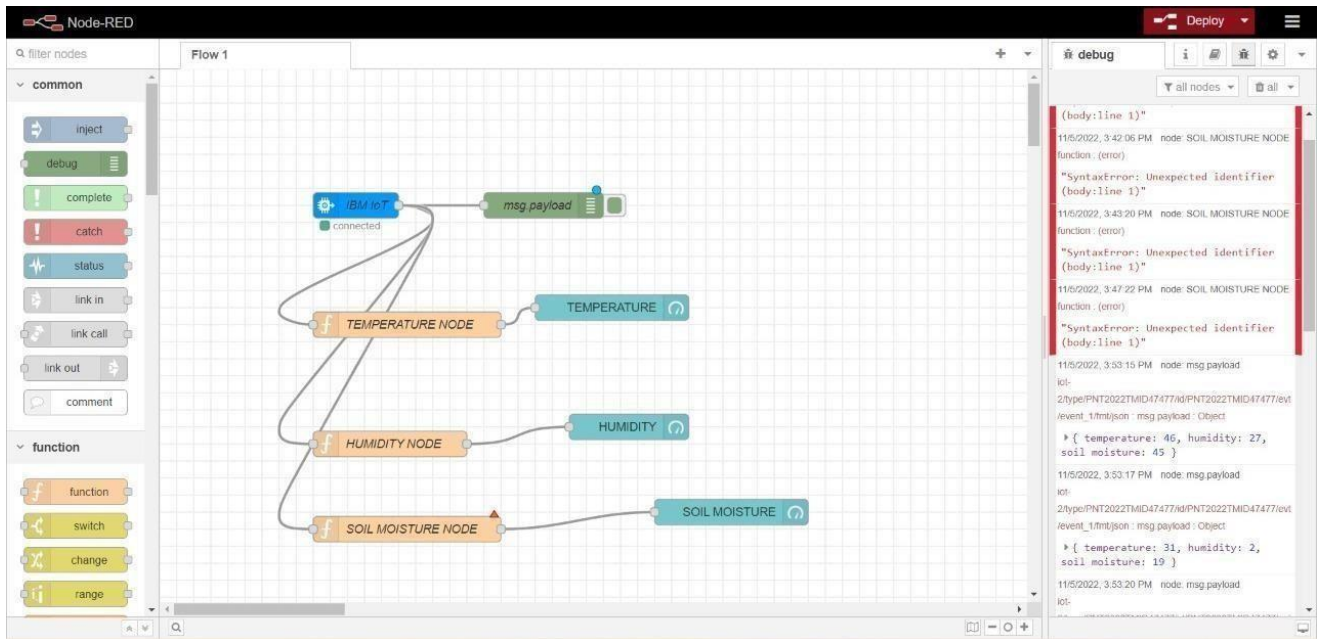 Node-RED
Deploy
filter nodes
Flow 1
debug
i
all nodes
all
common
inject
debug
complete
catch
status
link in
link call
link out
comment
function
function
switch
change
range
IBM IoT
connected
msg.payload
TEMPERATURE NODE
TEMPERATURE
HUMIDITY NODE
HUMIDITY
SOIL MOISTURE NODE
SOIL MOISTURE
(body:line 1)"
11/5/2022, 3:42:06 PM node: SOIL MOISTURE NODE
function : (error)
"SyntaxError: Unexpected identifier
(body:line 1)"
11/5/2022, 3:43:20 PM node: SOIL MOISTURE NODE
function : (error)
"SyntaxError: Unexpected identifier
(body:line 1)"
11/5/2022, 3:47:22 PM node: SOIL MOISTURE NODE
function : (error)
"SyntaxError: Unexpected identifier
(body:line 1)"
11/5/2022, 3:53:15 PM node: msg.payload
iot-
2/type/PNT2022TMID47477/id/PNT2022TMID47477/evt
/event_1/fmt/json : msg.payload : Object
{ temperature: 46, humidity: 27,
soil moisture: 45 }
11/5/2022, 3:53:17 PM node: msg.payload
iot-
2/type/PNT2022TMID47477/id/PNT2022TMID47477/evt
/event_1/fmt/json : msg.payload : Object
{ temperature: 31, humidity: 2,
soil moisture: 19 }
11/5/2022, 3:53:20 PM node: msg.payload
iot-